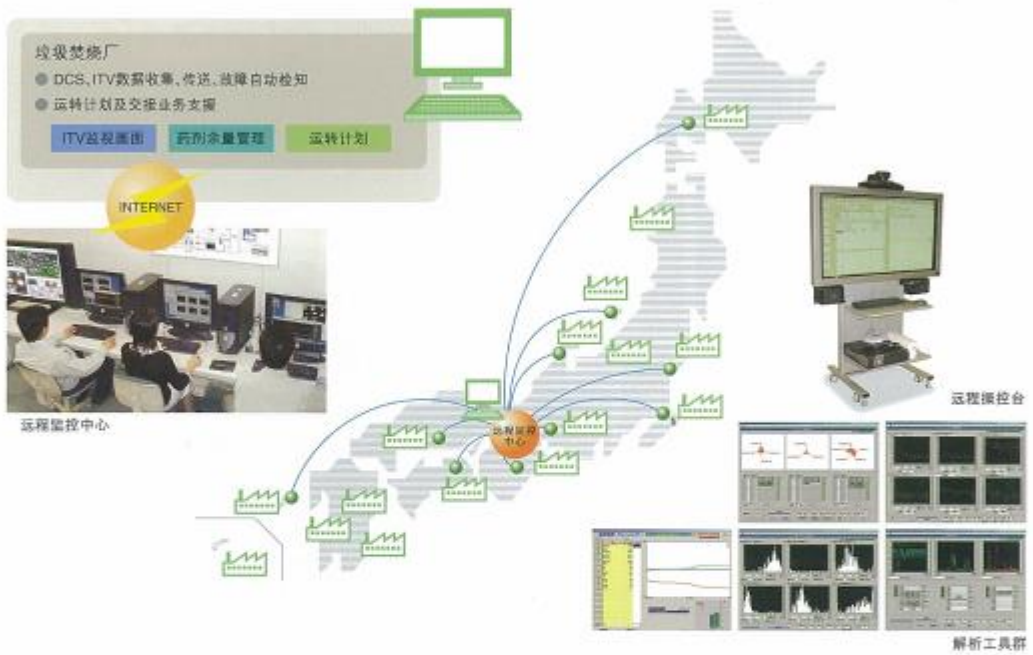 垃圾焚烧厂
DCS、ITV数据收集、传送、故障自动检知
运转计划及交接业务支援
ITV监视画面
药剂余量管理
运转计划
INTERNET
远程监控中心
远程监控
中心
远程操控台
解析工具群